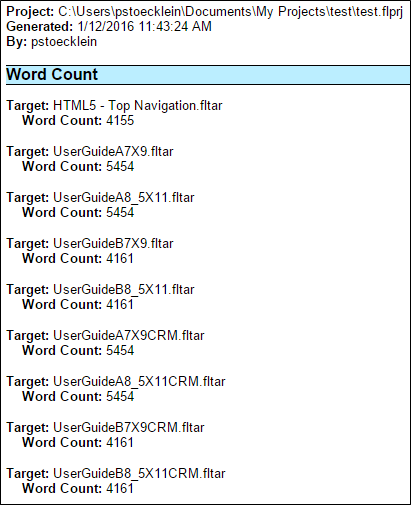 Project: C:\Users\pstoecklein\Documents\My Projects\test\test.flprj
Generated: 1/12/2016 11:43:24 AM
By: pstoecklein
Word Count
Target: HTML5 - Top Navigation.fltar
Word Count: 4155
Target: UserGuideA7X9.fltar
Word Count: 5454
Target: UserGuideA8_5X11.fltar
Word Count: 5454
Target: UserGuideB7X9.fltar
Word Count: 4161
Target: UserGuideB8_5X11.fltar
Word Count: 4161
Target: UserGuideA7X9CRM.fltar
Word Count: 5454
Target: UserGuideA8_5X11CRM.fltar
Word Count: 5454
Target: UserGuideB7X9CRM.fltar
Word Count: 4161
Target: UserGuideB8_5X11CRM.fltar
Word Count: 4161